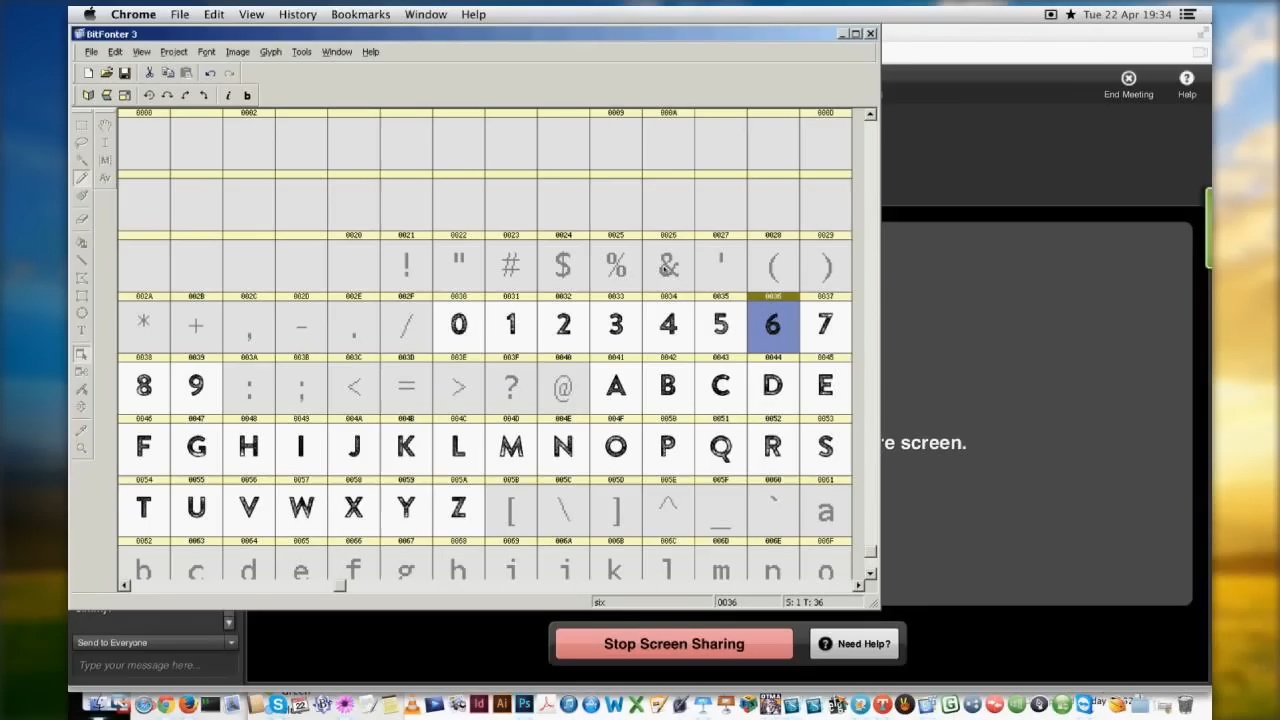 Chrome File Edit View History Bookmarks Window Help Tue 22 Apr 19:34
BitFonter 3
File Edit View Project Font Image Glyph Tools Window Help
End Meeting Help
0000 0002 0009 000A 000D
0020 0021 0022 0023 0024 0025 0026 0027 0028 0029
! " # $ % & ' ( )
002A 002B 002C 002D 002E 002F 0030 0031 0032 0033 0034 0035 0036 0037
* + , - . / 0 1 2 3 4 5 6 7
0038 0039 003A 003B 003C 003D 003E 003F 0040 0041 0042 0043 0044 0045
8 9 : ; < = > ? @ A B C D E
0046 0047 0048 0049 004A 004B 004C 004D 004E 004F 0050 0051 0052 0053
F G H I J K L M N O P Q R S
re screen.
0054 0055 0056 0057 0058 0059 005A 005B 005C 005D 005E 005F 0060 0061
T U V W X Y Z [ \ ] ^ _ ` a
0062 0063 0064 0065 0066 0067 0068 0069 006A 006B 006C 006D 006E 006F
b c d e f g h i j k l m n o
six 0036 S: 1 T: 36
Send to Everyone
Type your message here...
Stop Screen Sharing
Need Help?